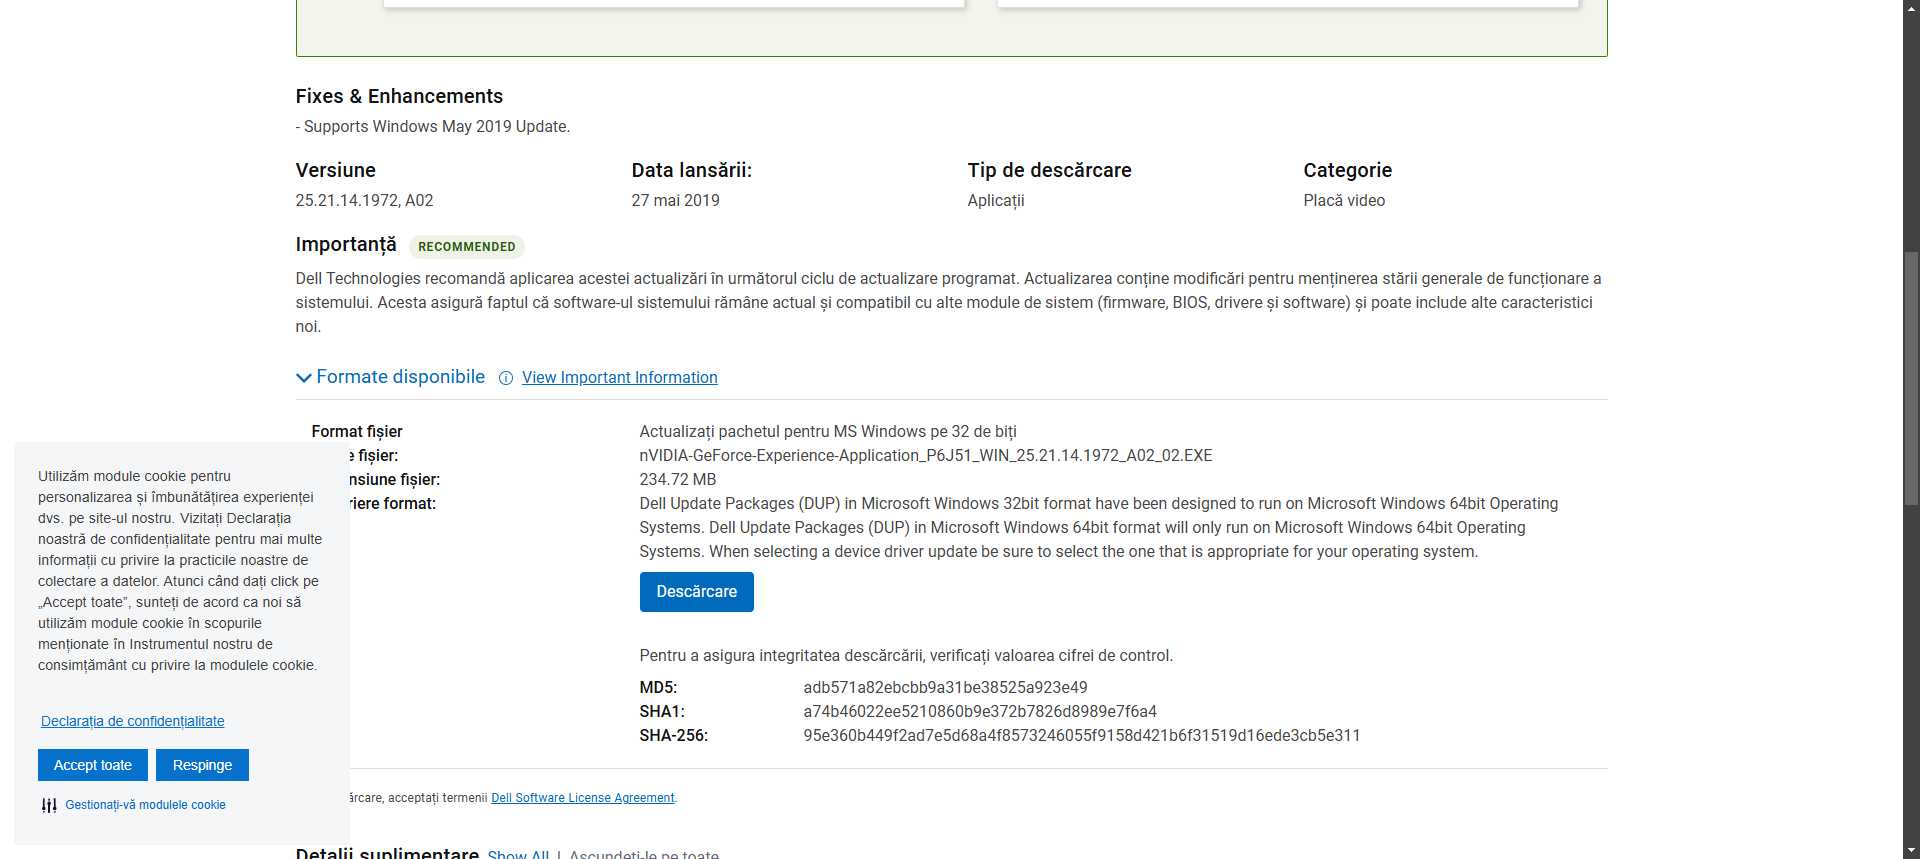 Fixes & Enhancements
- Supports Windows May 2019 Update.
Versiune
25.21.14.1972, A02
Data lansării:
27 mai 2019
Tip de descărcare
Aplicații
Categorie
Placă video
Importanță RECOMMENDED
Dell Technologies recomandă aplicarea acestei actualizări în următorul ciclu de actualizare programat. Actualizarea conține modificări pentru menținerea stării generale de funcționare a
sistemului. Acesta asigură faptul că software-ul sistemului rămâne actual și compatibil cu alte module de sistem (firmware, BIOS, drivere și software) și poate include alte caracteristici
noi.
Formate disponibile View Important Information
Format fișier Actualizați pachetul pentru MS Windows pe 32 de biți
e fișier: nVIDIA-GeForce-Experience-Application_P6J51_WIN_25.21.14.1972_A02_02.EXE
nsiune fișier: 234.72 MB
riere format: Dell Update Packages (DUP) in Microsoft Windows 32bit format have been designed to run on Microsoft Windows 64bit Operating
Systems. Dell Update Packages (DUP) in Microsoft Windows 64bit format will only run on Microsoft Windows 64bit Operating
Systems. When selecting a device driver update be sure to select the one that is appropriate for your operating system.
Descărcare
Pentru a asigura integritatea descărcării, verificați valoarea cifrei de control.
MD5: adb571a82ebcbb9a31be38525a923e49
SHA1: a74b46022ee5210860b9e372b7826d8989e7f6a4
SHA-256: 95e360b449f2ad7e5d68a4f8573246055f9158d421b6f31519d16ede3cb5e311
ărcare, acceptați termenii Dell Software License Agreement.
Detalii suplimentare Show All | Ascundeți-le pe toate
Utilizăm module cookie pentru
personalizarea și îmbunătățirea experienței
dvs. pe site-ul nostru. Vizitați Declarația
noastră de confidențialitate pentru mai multe
informații cu privire la practicile noastre de
colectare a datelor. Atunci când dați click pe
„Accept toate”, sunteți de acord ca noi să
utilizăm module cookie în scopurile
menționate în Instrumentul nostru de
consimțământ cu privire la modulele cookie.
Declarația de confidențialitate
Accept toate Respinge
Gestionați-vă modulele cookie